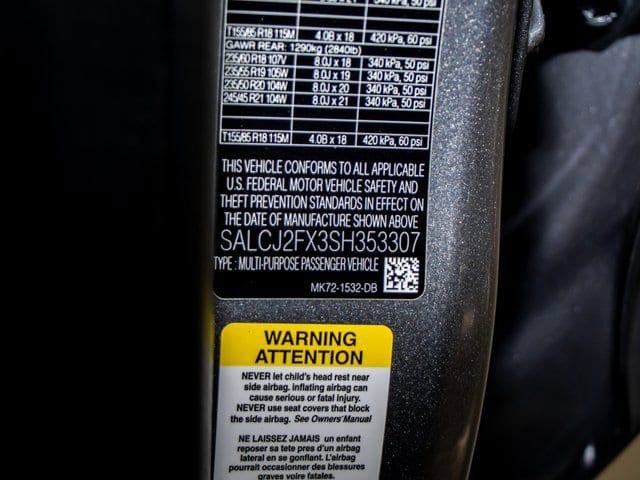 T155/85 R18 115M 4.0B x 18 420 kPa, 60 psi
GAWR REAR: 1290kg (2840lb)
235/60 R18 107V 8.0J x 18 340 kPa, 50 psi
235/55 R19 105W 8.0J x 19 340 kPa, 50 psi
235/50 R20 104W 8.0J x 20 340 kPa, 50 psi
245/45 R21 104W 8.0J x 21 340 kPa, 50 psi
T155/85 R18 115M 4.0B x 18 420 kPa, 60 psi
THIS VEHICLE CONFORMS TO ALL APPLICABLE
U.S. FEDERAL MOTOR VEHICLE SAFETY AND
THEFT PREVENTION STANDARDS IN EFFECT ON
THE DATE OF MANUFACTURE SHOWN ABOVE
SALCJ2FX3SH353307
TYPE : MULTI-PURPOSE PASSENGER VEHICLE
MK72-1532-DB
WARNING
ATTENTION
NEVER let child's head rest near
side airbag. Inflating airbag can
cause serious or fatal injury.
NEVER use seat covers that block
the side airbag. See Owners'Manual
NE LAISSEZ JAMAIS un enfant
reposer sa tete pres d'un airbag
lateral en se gonflant. L'airbag
pourrait occasionner des blessures
graves voire fatales.